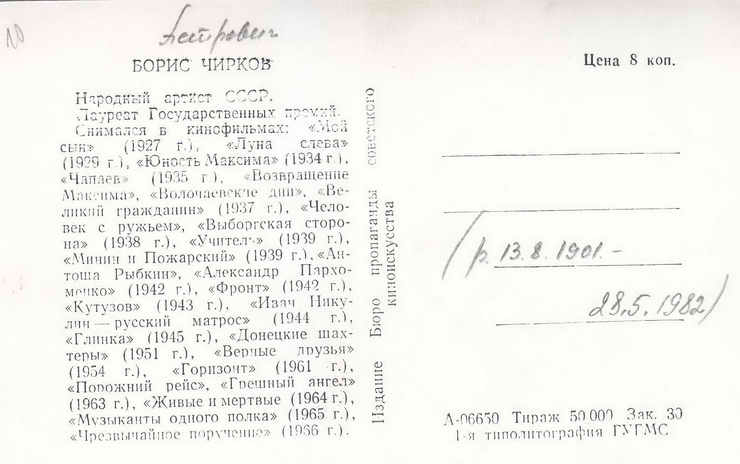 10
Петрович
БОРИС ЧИРКОВ
Народный артист СССР.
Лауреат Государственных премий.
Снимался в кинофильмах: «Мой
сын» (1927 г.), «Луна слева»
(1929 г.), «Юность Максима» (1934 г.),
«Чапаев» (1935 г.), «Возвращение
Максима», «Волочаевские дни», «Ве-
ликий гражданин» (1937 г.), «Чело-
век с ружьем», «Выборгская сторо-
на» (1938 г.), «Учитель» (1939 г.),
«Минин и Пожарский» (1939 г.), «Ан-
тоша Рыбкин», «Александр Пархо-
менко» (1942 г.), «Фронт» (1942 г.),
«Кутузов» (1943 г.), «Иван Нику-
лин — русский матрос» (1944 г.),
«Глинка» (1945 г.), «Донецкие шах-
теры» (1951 г.), «Верные друзья»
(1954 г.), «Горизонт» (1961 г.),
«Порожний рейс», «Грешный ангел»
(1963 г.), «Живые и мертвые» (1964 г.),
«Музыканты одного полка» (1965 г.),
«Чрезвычайное поручение» (1966 г.).
Издание Бюро пропаганды советского
киноискусства
Цена 8 коп.
(р. 13.8.1901.-
28.5.1982)
А-06650 Тираж 50 000 Зак. 30
1-я типолитография ГУГМС